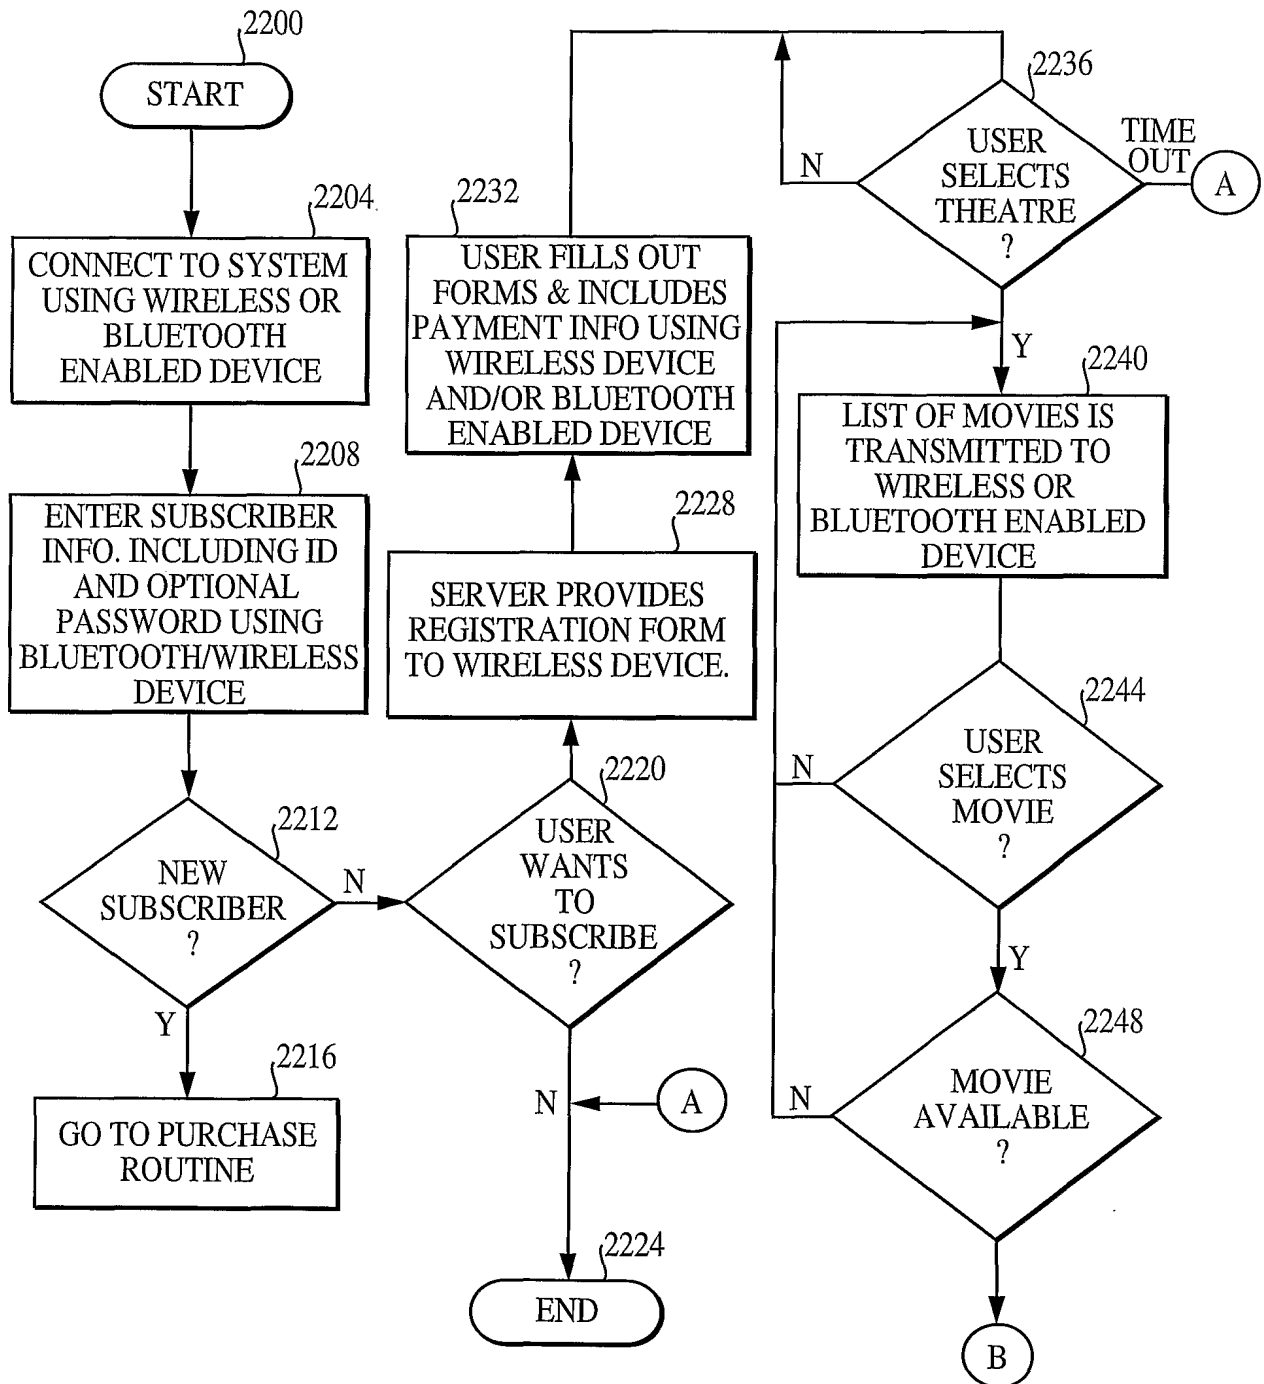 2200
START
2204
CONNECT TO SYSTEM
USING WIRELESS OR
BLUETOOTH
ENABLED DEVICE
2208
ENTER SUBSCRIBER
INFO. INCLUDING ID
AND OPTIONAL
PASSWORD USING
BLUETOOTH/WIRELESS
DEVICE
2212
NEW
SUBSCRIBER
?
N
Y
2216
GO TO PURCHASE
ROUTINE
2220
USER
WANTS
TO
SUBSCRIBE
?
N
A
2224
END
2228
SERVER PROVIDES
REGISTRATION FORM
TO WIRELESS DEVICE.
2232
USER FILLS OUT
FORMS & INCLUDES
PAYMENT INFO USING
WIRELESS DEVICE
AND/OR BLUETOOTH
ENABLED DEVICE
2236
USER
SELECTS
THEATRE
?
N
TIME
OUT
A
Y
2240
LIST OF MOVIES IS
TRANSMITTED TO
WIRELESS OR
BLUETOOTH ENABLED
DEVICE
2244
USER
SELECTS
MOVIE
?
N
Y
2248
MOVIE
AVAILABLE
?
N
B